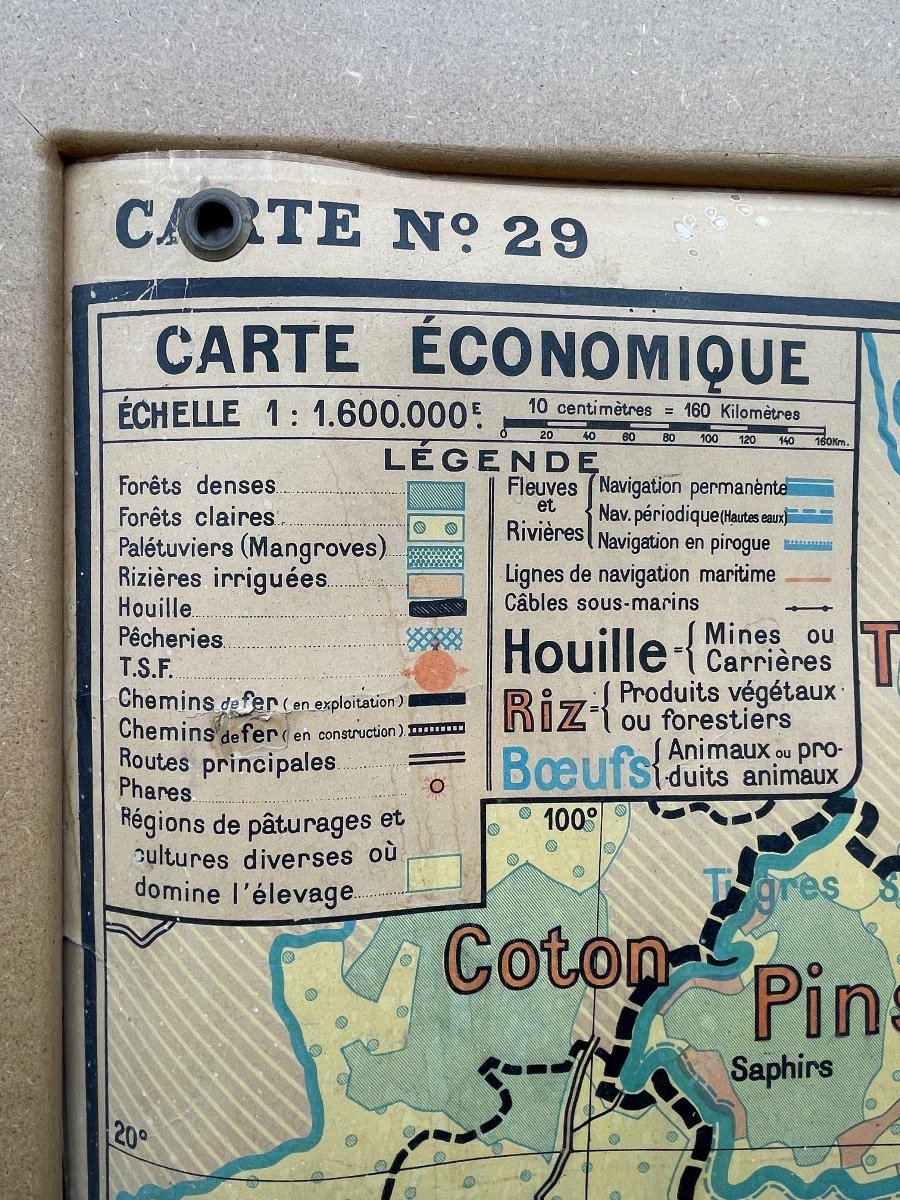 CARTE Nº 29
CARTE ÉCONOMIQUE
ÉCHELLE 1 : 1.600.000E.
10 centimètres = 160 Kilomètres
0 20 40 60 80 100 120 140 160Km.
LÉGENDE
Forêts denses
Forêts claires
Palétuviers (Mangroves)
Rizières irriguées
Houille
Pêcheries
T.S.F.
Chemins de fer (en exploitation)
Chemins de fer (en construction)
Routes principales
Phares
Régions de pâturages et
cultures diverses où
domine l'élevage
Fleuves
et
Rivières
Navigation permanènte
Nav. périodique (Hautes eaux)
Navigation en pirogue
Lignes de navigation maritime
Câbles sous-marins
Houille = Mines ou
Carrières
Riz = Produits végétaux
ou forestiers
Bœufs Animaux ou pro-
duits animaux
100°
Tigres
Coton
Pins
Saphirs
20°